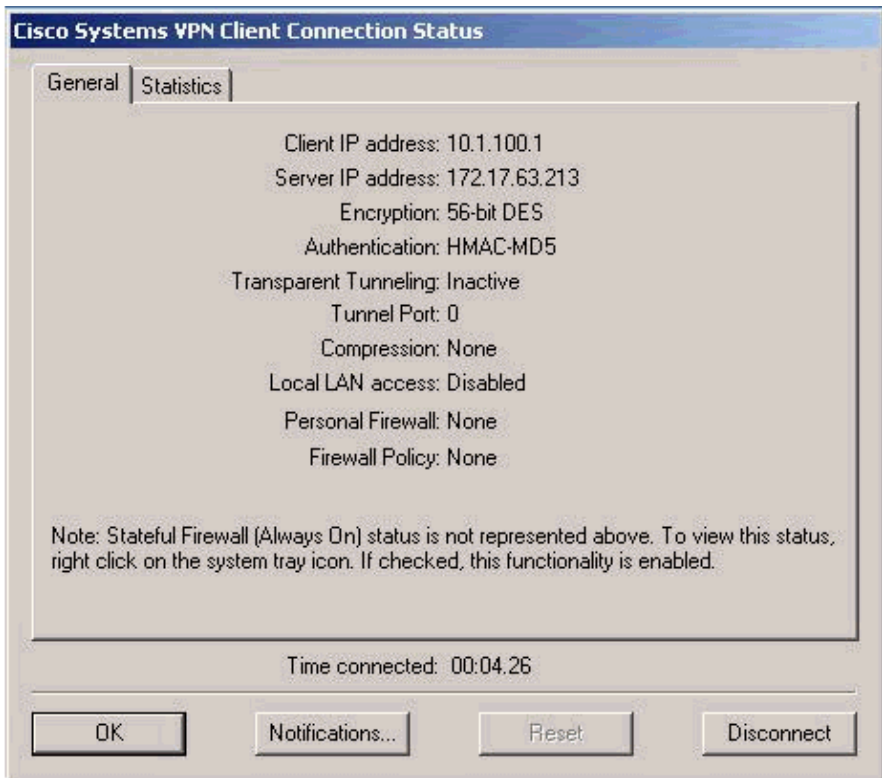 Cisco Systems VPN Client Connection Status
General
Statistics
Client IP address: 10.1.100.1
Server IP address: 172.17.63.213
Encryption: 56-bit DES
Authentication: HMAC-MD5
Transparent Tunneling: Inactive
Tunnel Port: 0
Compression: None
Local LAN access: Disabled
Personal Firewall: None
Firewall Policy: None
Note: Stateful Firewall (Always On) status is not represented above. To view this status,
right click on the system tray icon. If checked, this functionality is enabled.
Time connected: 00:04.26
OK
Notifications...
Reset
Disconnect